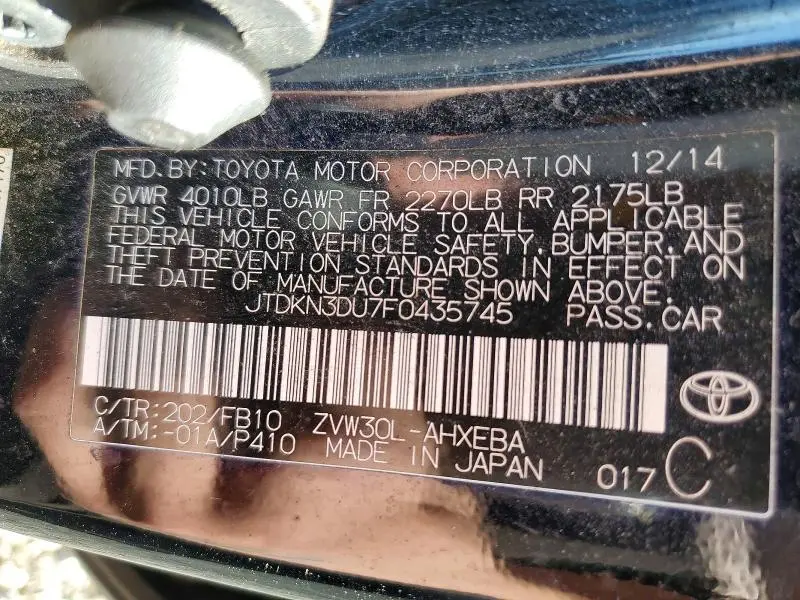 MFD.BY:TOYOTA MOTOR CORPORATION 12/14
GVWR 4010LB GAWR FR 2270LB RR 2175LB
THIS VEHICLE CONFORMS TO ALL APPLICABLE
FEDERAL MOTOR VEHICLE SAFETY,BUMPER,AND
THEFT PREVENTION STANDARDS IN EFFECT ON
THE DATE OF MANUFACTURE SHOWN ABOVE.
JTDKN3DU7F0435745 PASS.CAR
C/TR:202/FB10 ZVW30L-AHXEBA
A/TM:-01A/P410 MADE IN JAPAN 017 C